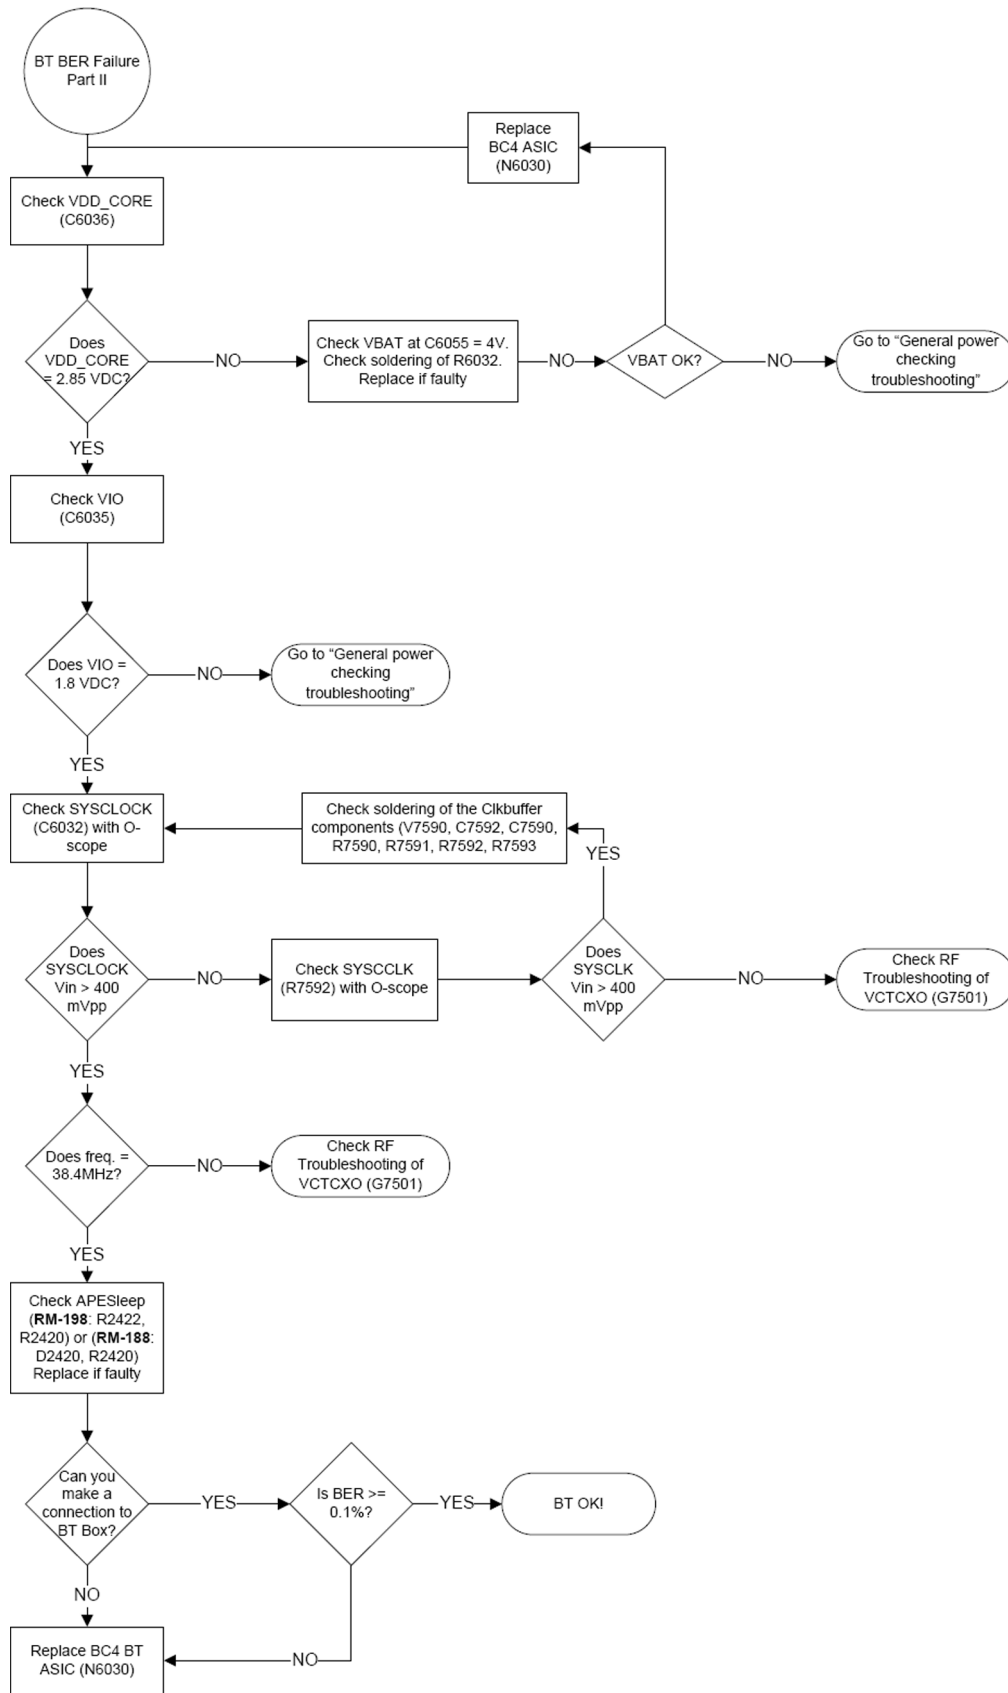 BT BER Failure
Part II
Replace
BC4 ASIC
(N6030)
Check VDD_CORE
(C6036)
Does
VDD_CORE
= 2.85 VDC?
NO
Check VBAT at C6055 = 4V.
Check soldering of R6032.
Replace if faulty
NO
VBAT OK?
NO
Go to “General power
checking
troubleshooting”
YES
Check VIO
(C6035)
Does VIO =
1.8 VDC?
NO
Go to “General power
checking
troubleshooting”
YES
Check SYSCLOCK
(C6032) with O-
scope
Check soldering of the Clkbuffer
components (V7590, C7592, C7590,
R7590, R7591, R7592, R7593
YES
Does
SYSCLOCK
Vin > 400
mVpp
NO
Check SYSCCLK
(R7592) with O-scope
Does
SYSCLK
Vin > 400
mVpp
NO
Check RF
Troubleshooting of
VCTCXO (G7501)
YES
Does freq. =
38.4MHz?
NO
Check RF
Troubleshooting of
VCTCXO (G7501)
YES
Check APESleep
(RM-198: R2422,
R2420) or (RM-188:
D2420, R2420)
Replace if faulty
Can you
make a
connection to
BT Box?
YES
Is BER >=
0.1%?
YES
BT OK!
NO
Replace BC4 BT
ASIC (N6030)
NO